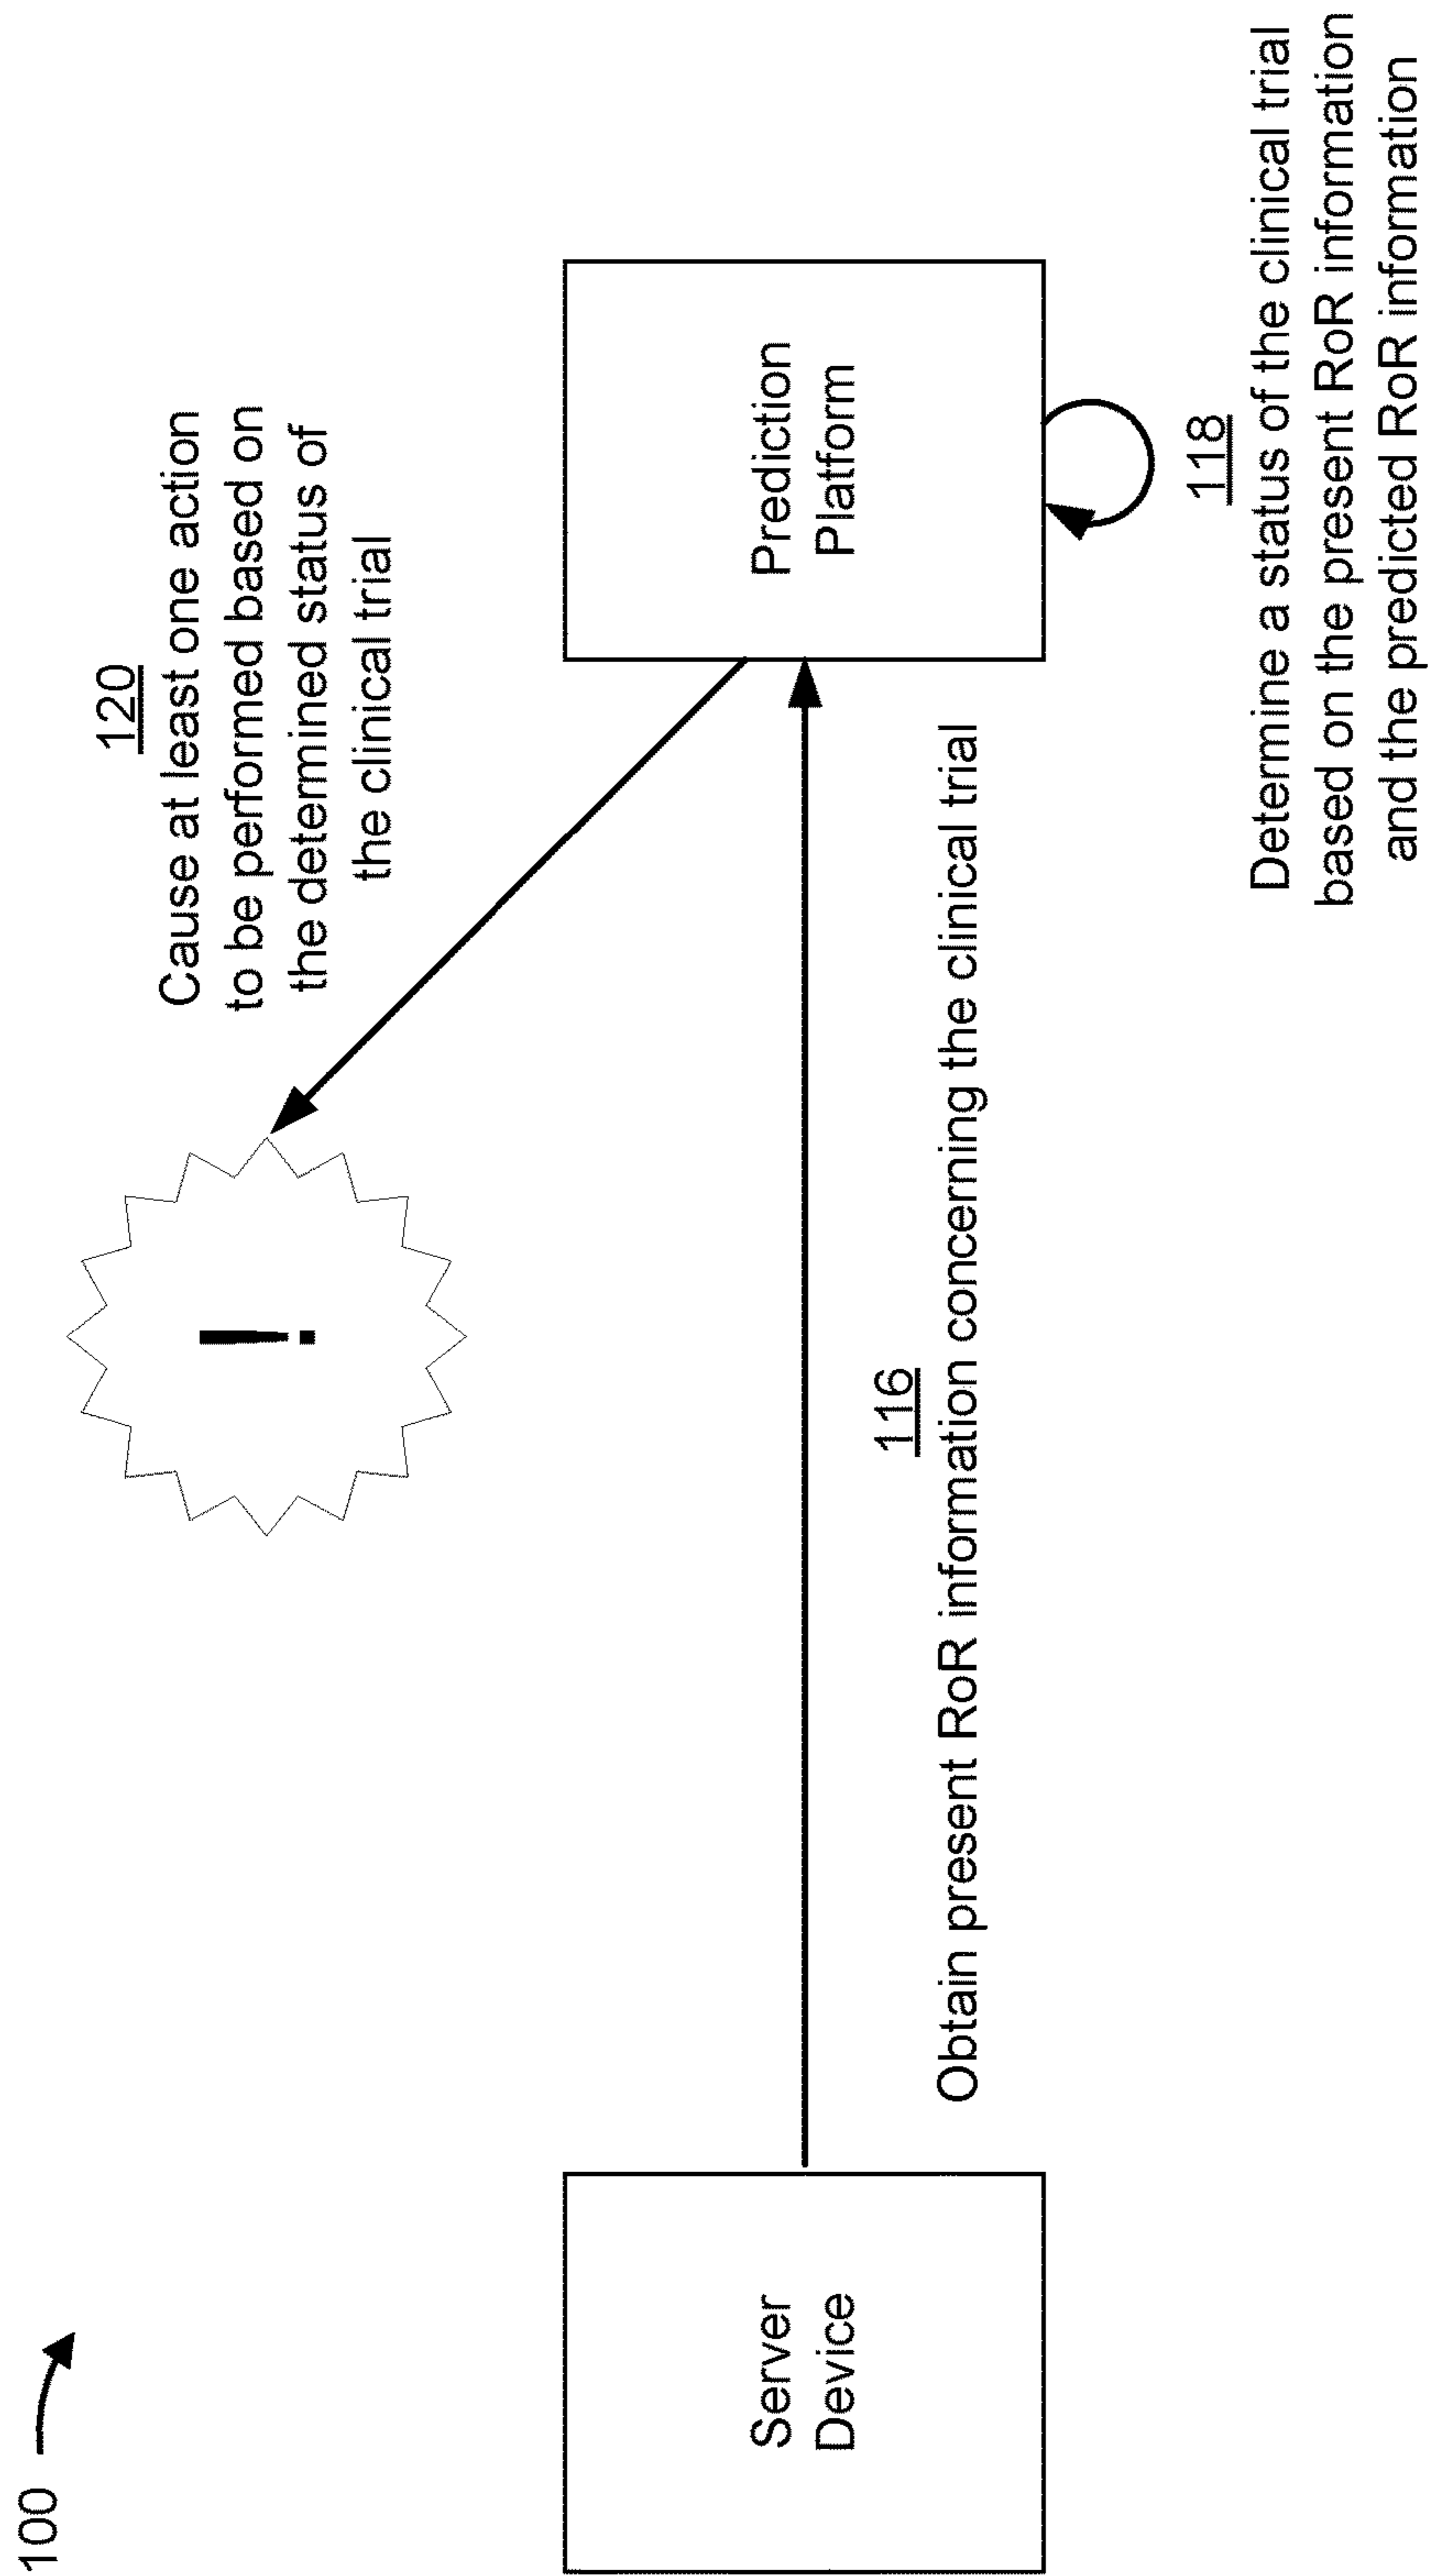 100
120
Cause at least one action
to be performed based on
the determined status of
the clinical trial
!
Server
Device
Prediction
Platform
116
Obtain present RoR information concerning the clinical trial
118
Determine a status of the clinical trial
based on the present RoR information
and the predicted RoR information